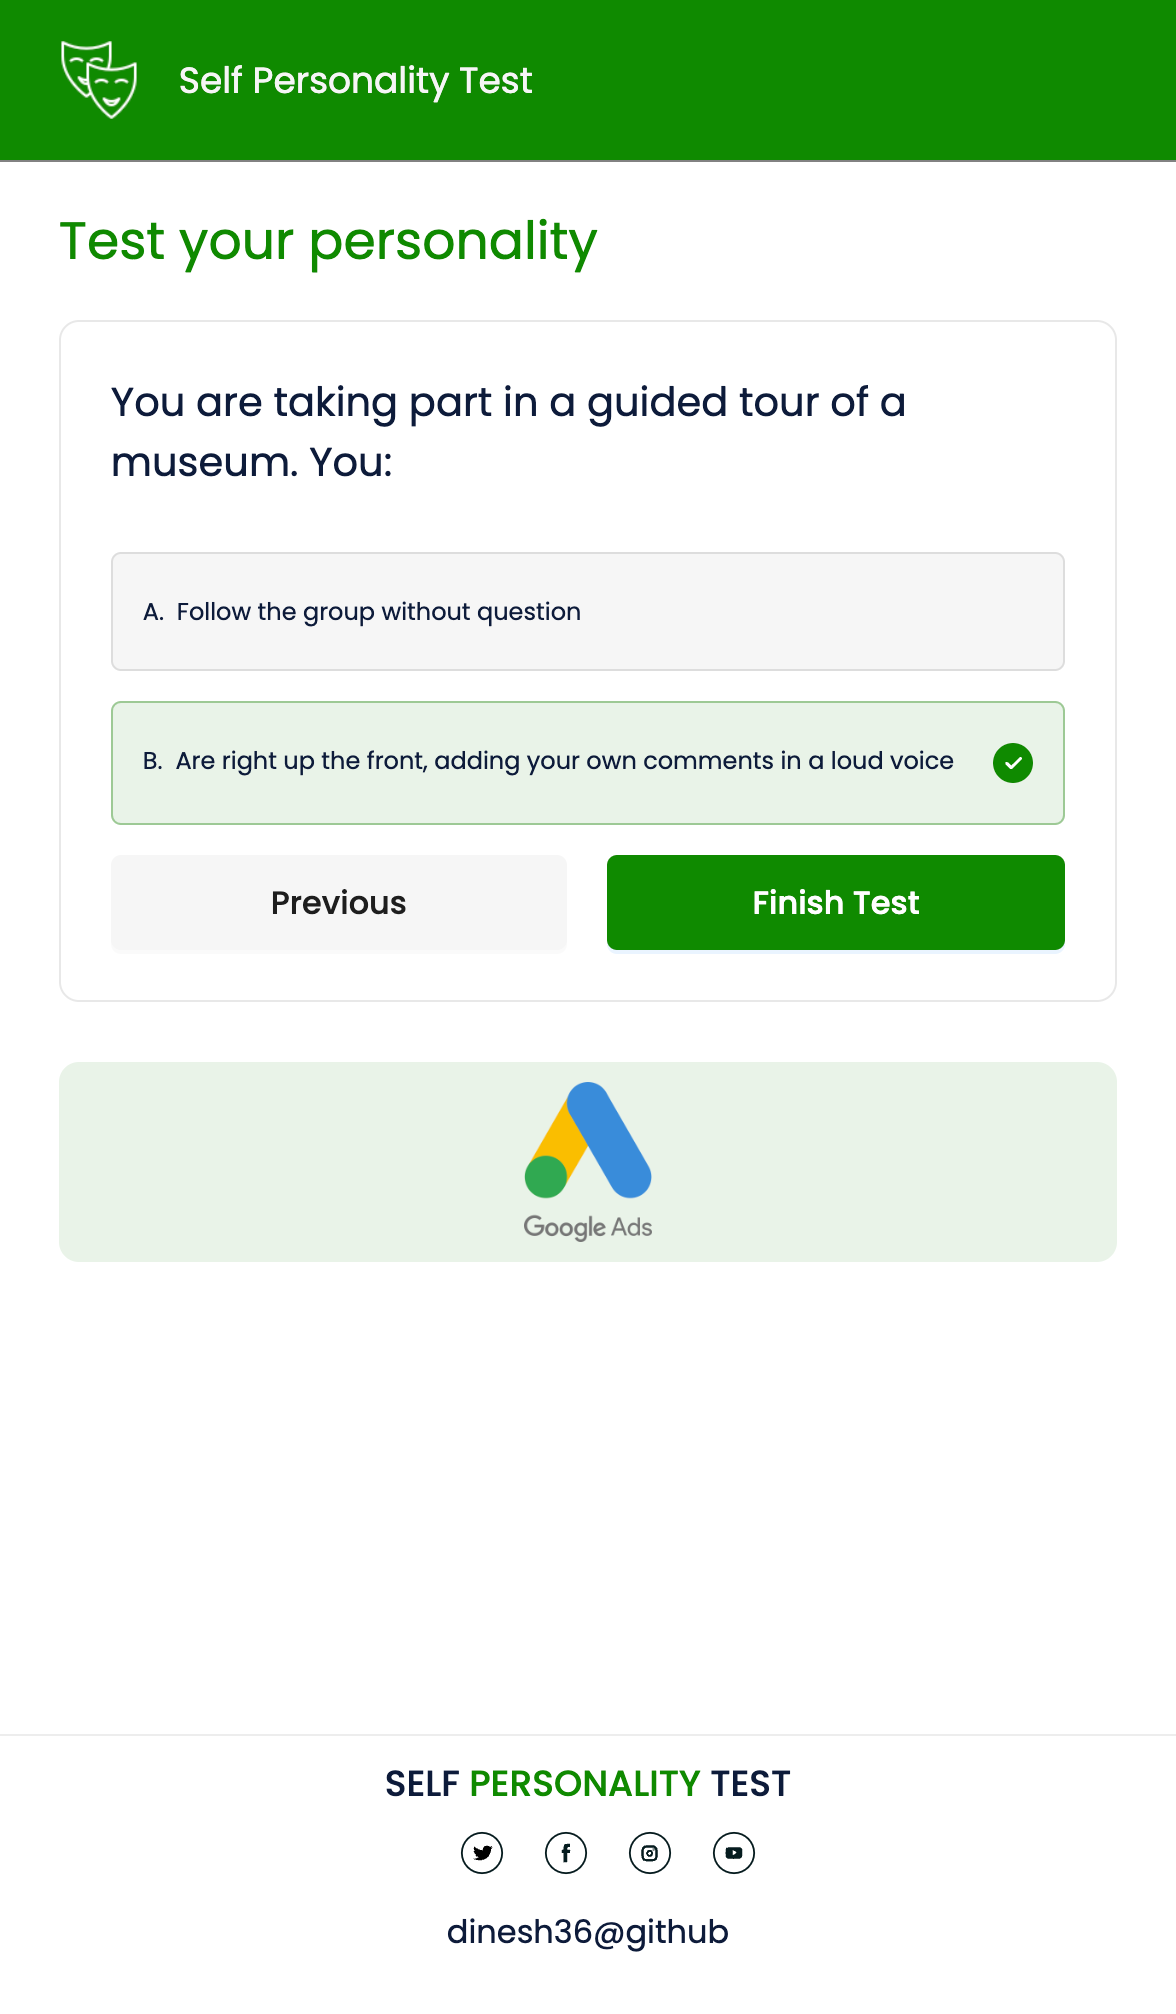 Self Personality Test
Test your personality
You are taking part in a guided tour of a
museum. You:
A. Follow the group without question
B. Are right up the front, adding your own comments in a loud voice
Previous
Finish Test
Google Ads
SELF PERSONALITY TEST
dinesh36@github